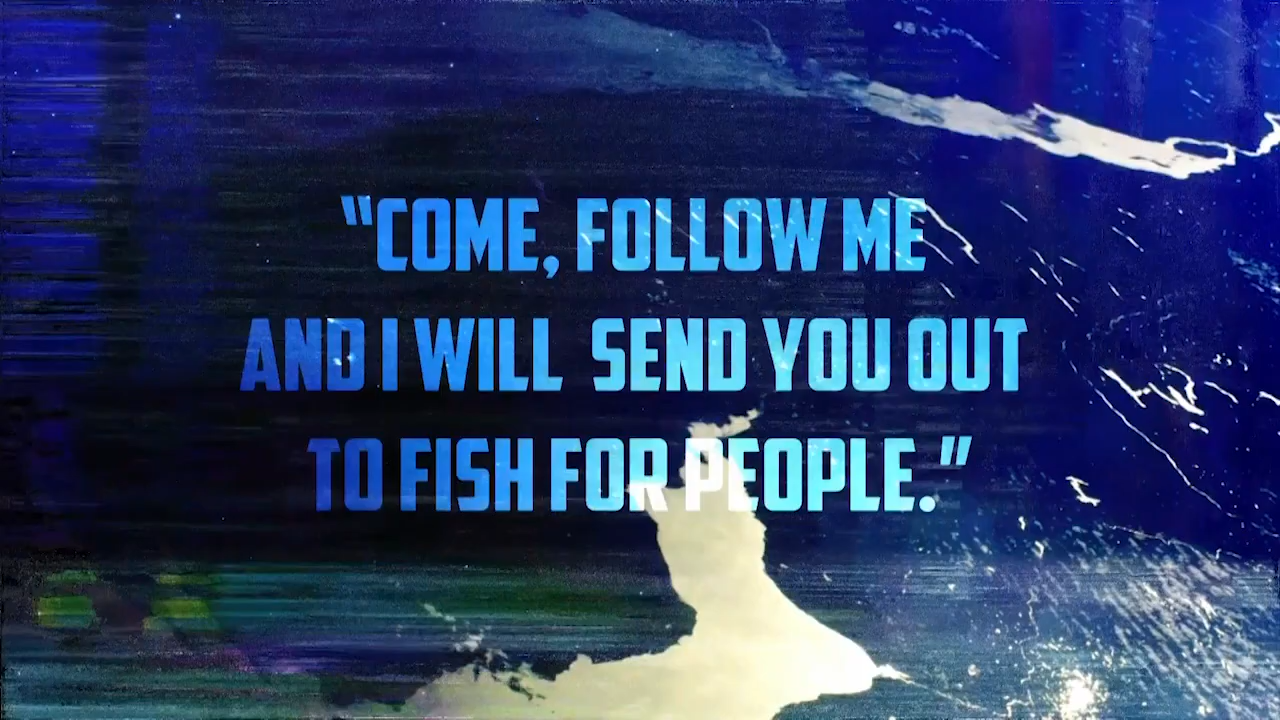 “COME, FOLLOW ME
AND I WILL SEND YOU OUT
TO FISH FOR PEOPLE.”